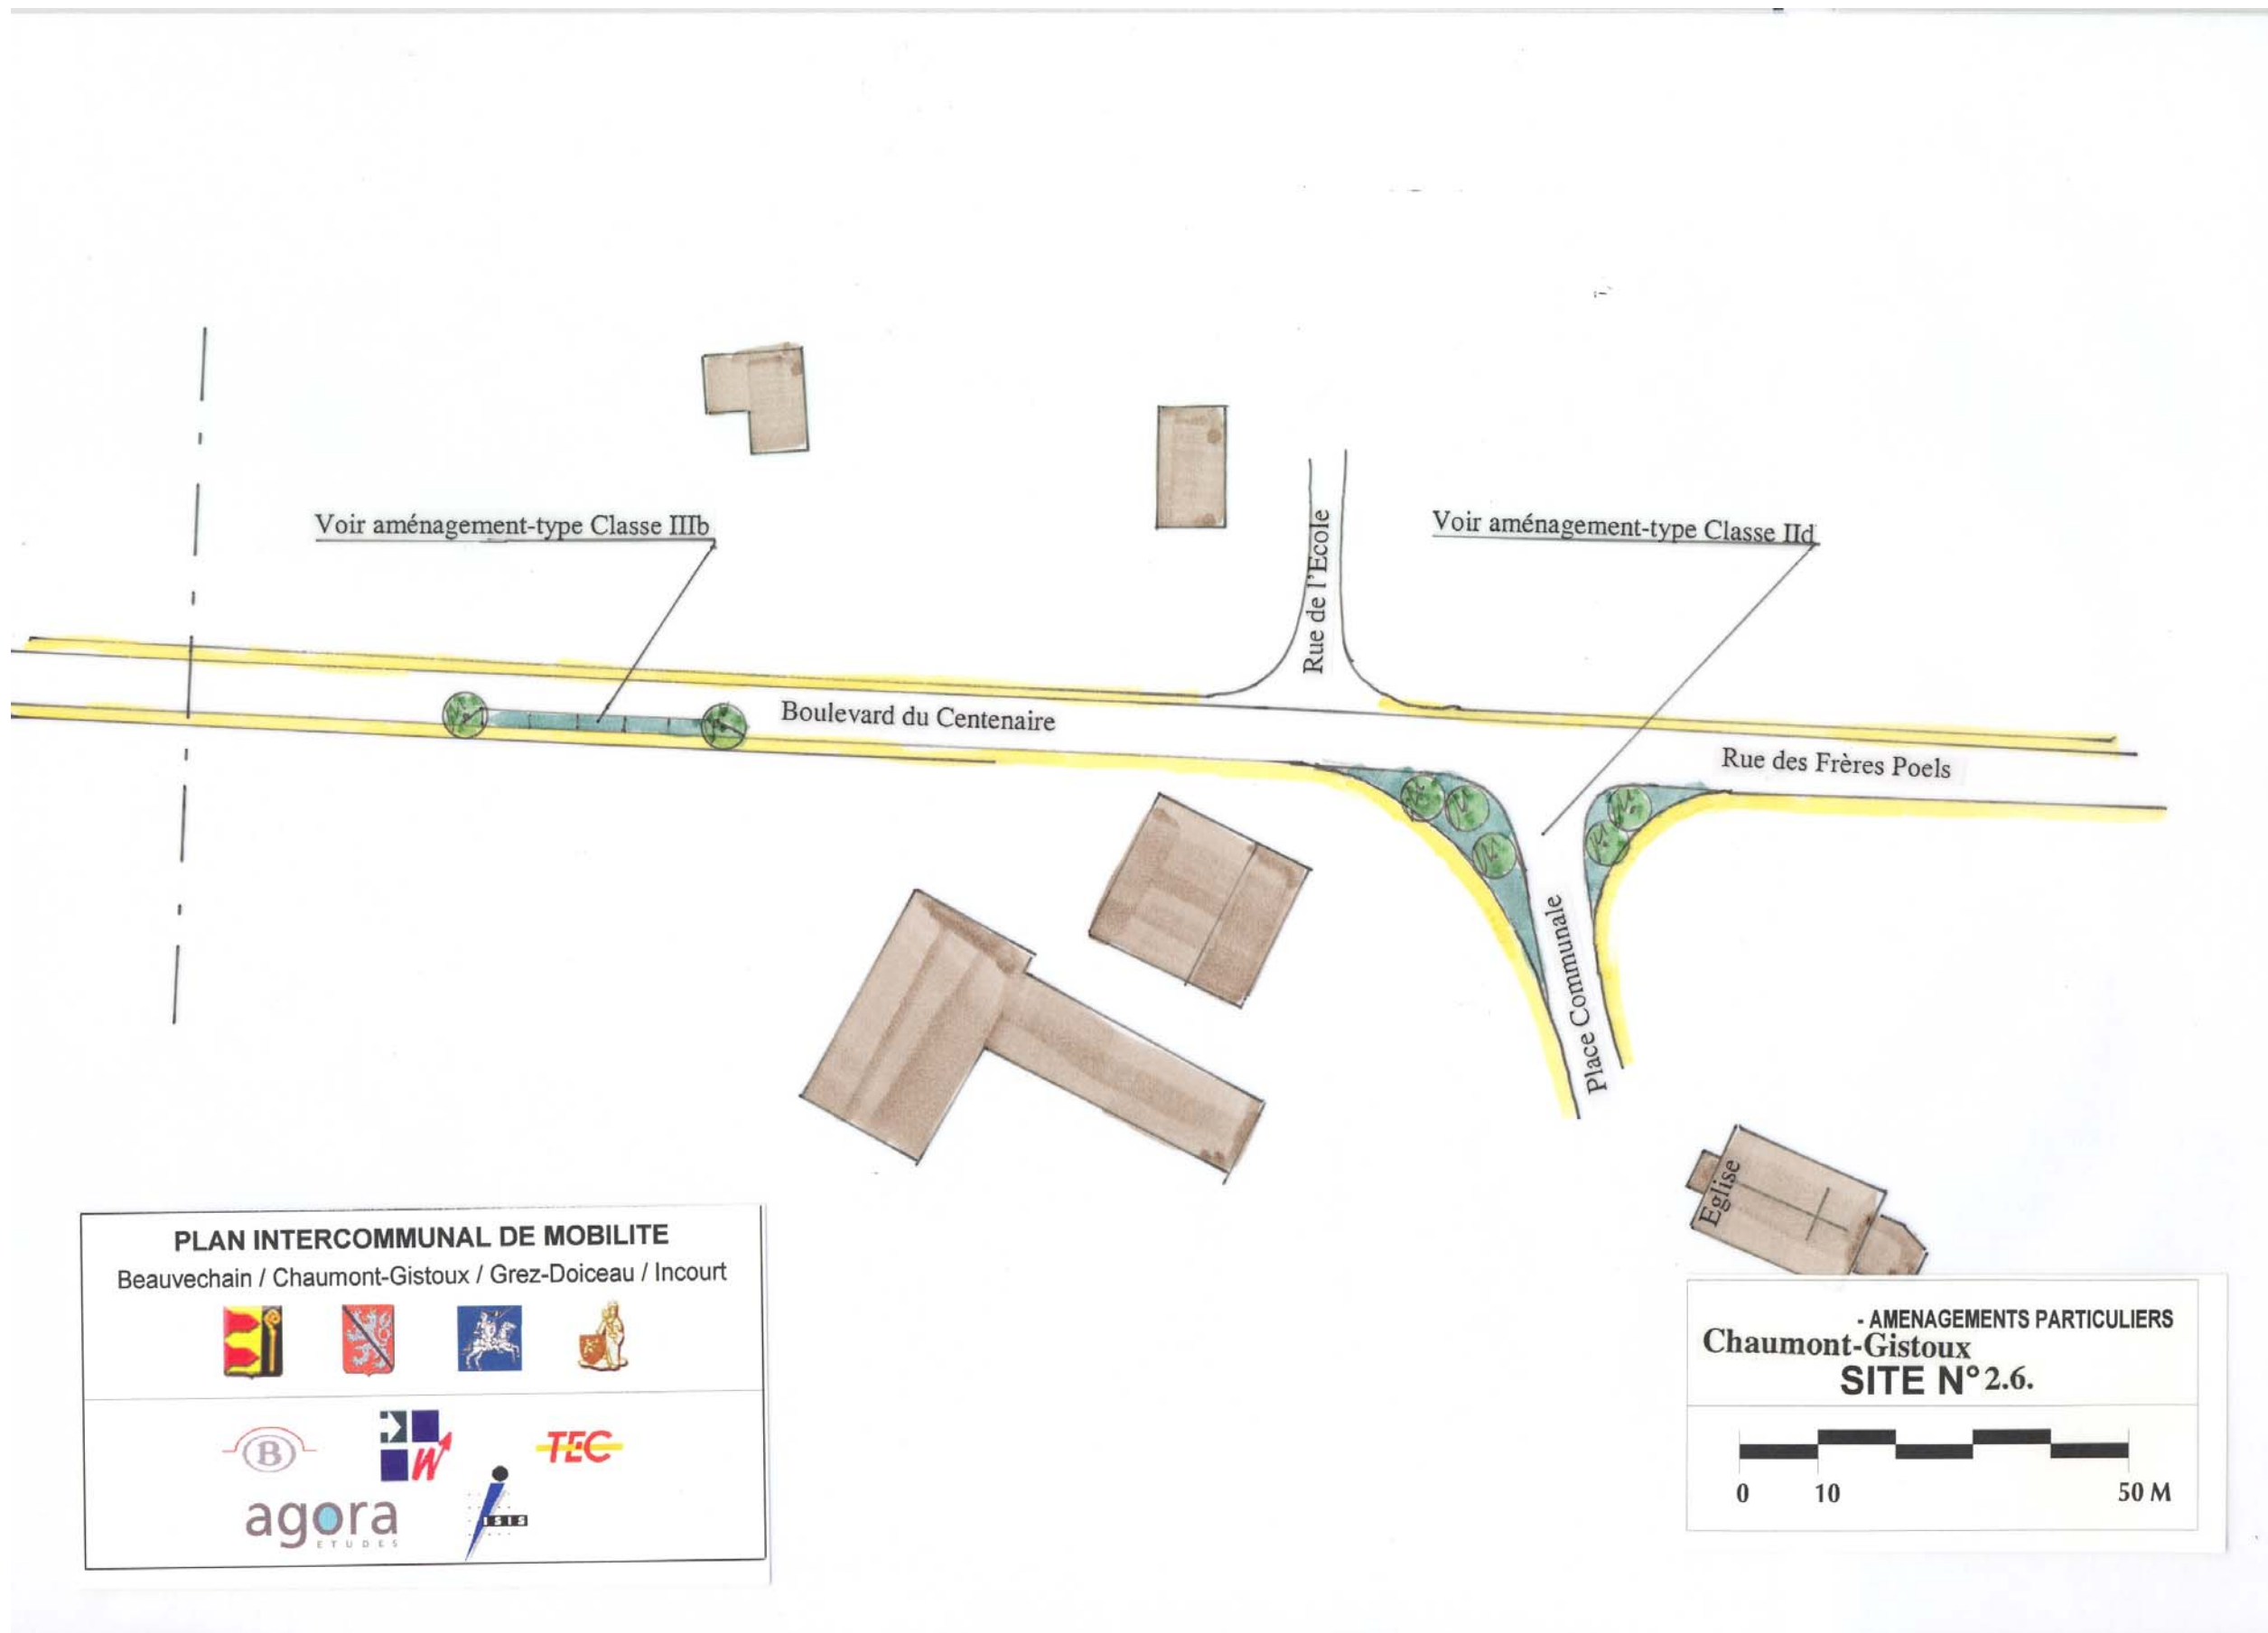 Voir aménagement-type Classe IIIb
Voir aménagement-type Classe IId
Rue de l'Ecole
Boulevard du Centenaire
Rue des Frères Poels
Place Communale
Eglise
PLAN INTERCOMMUNAL DE MOBILITE
Beauvechain / Chaumont-Gistoux / Grez-Doiceau / Incourt
B
W
TEC
agora
ETUDES
ISIS
- AMENAGEMENTS PARTICULIERS
Chaumont-Gistoux
SITE N°2.6.
0 10 50 M